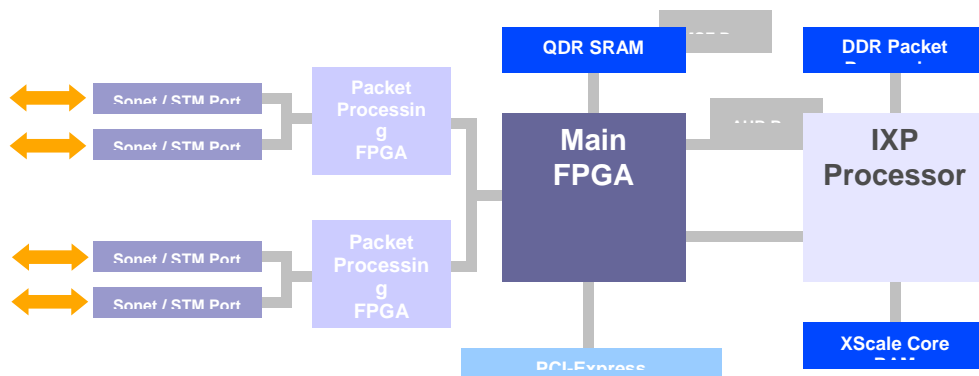 QDR SRAM
DDR Packet
Sonet / STM Port
Sonet / STM Port
Packet
Processin
g
FPGA
Main
FPGA
IXP
Processor
Sonet / STM Port
Sonet / STM Port
Packet
Processin
g
FPGA
PCI-Express
XScale Core
RAM